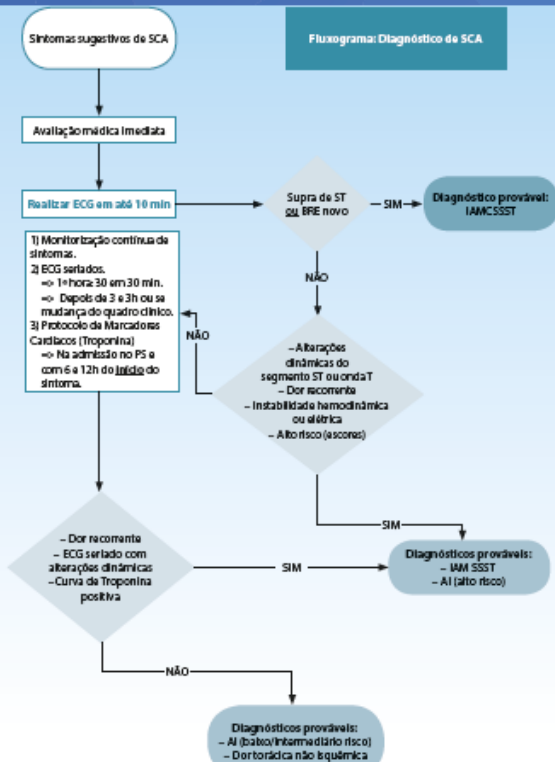 Sintomas sugestivos de SCA
Fluxograma: Diagnóstico de SCA
Avaliação médica imediata
Realizar ECG em até 10 min
Supra de ST
ou BRE novo
SIM
Diagnóstico provável:
IAMCSSST
1) Monitorização contínua de
sintomas.
2) ECG seriados.
=> 1ª hora: 30 em 30 min.
=> Depois de 3 e 3h ou se
mudança do quadro clínico.
3) Protocolo de Marcadores
Cardíacos (Troponina)
=> Na admissão no PS e
com 6 e 12h do início do
sintoma.
NÃO
NÃO
– Alterações
dinâmicas do
segmento ST ou onda T
– Dor recorrente
– Instabilidade hemodinâmica
ou elétrica
– Alto risco (escores)
SIM
– Dor recorrente
– ECG seriado com
alterações dinâmicas
– Curva de Troponina
positiva
SIM
Diagnósticos prováveis:
– IAM SSST
– AI (alto risco)
NÃO
Diagnósticos prováveis:
– AI (baixo/intermediário risco)
– Dor torácica não isquêmica